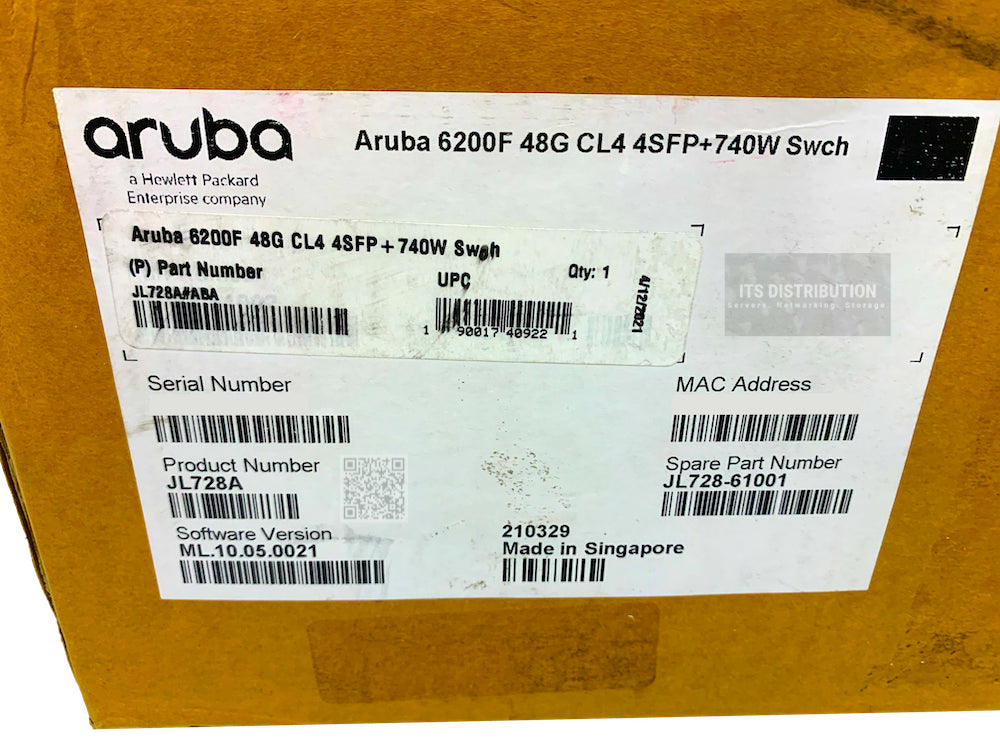 aruba
a Hewlett Packard
Enterprise company
Aruba 6200F 48G CL4 4SFP+740W Swch
Aruba 6200F 48G CL4 4SFP+740W Swch
(P) Part Number
JL728A#ABA
UPC
Qty: 1
1 90017 40922 1
4/12/2021
ITS DISTRIBUTION
Servers. Networking. Storage
Serial Number
MAC Address
Product Number
JL728A
Spare Part Number
JL728-61001
Software Version
ML.10.05.0021
210329
Made in Singapore